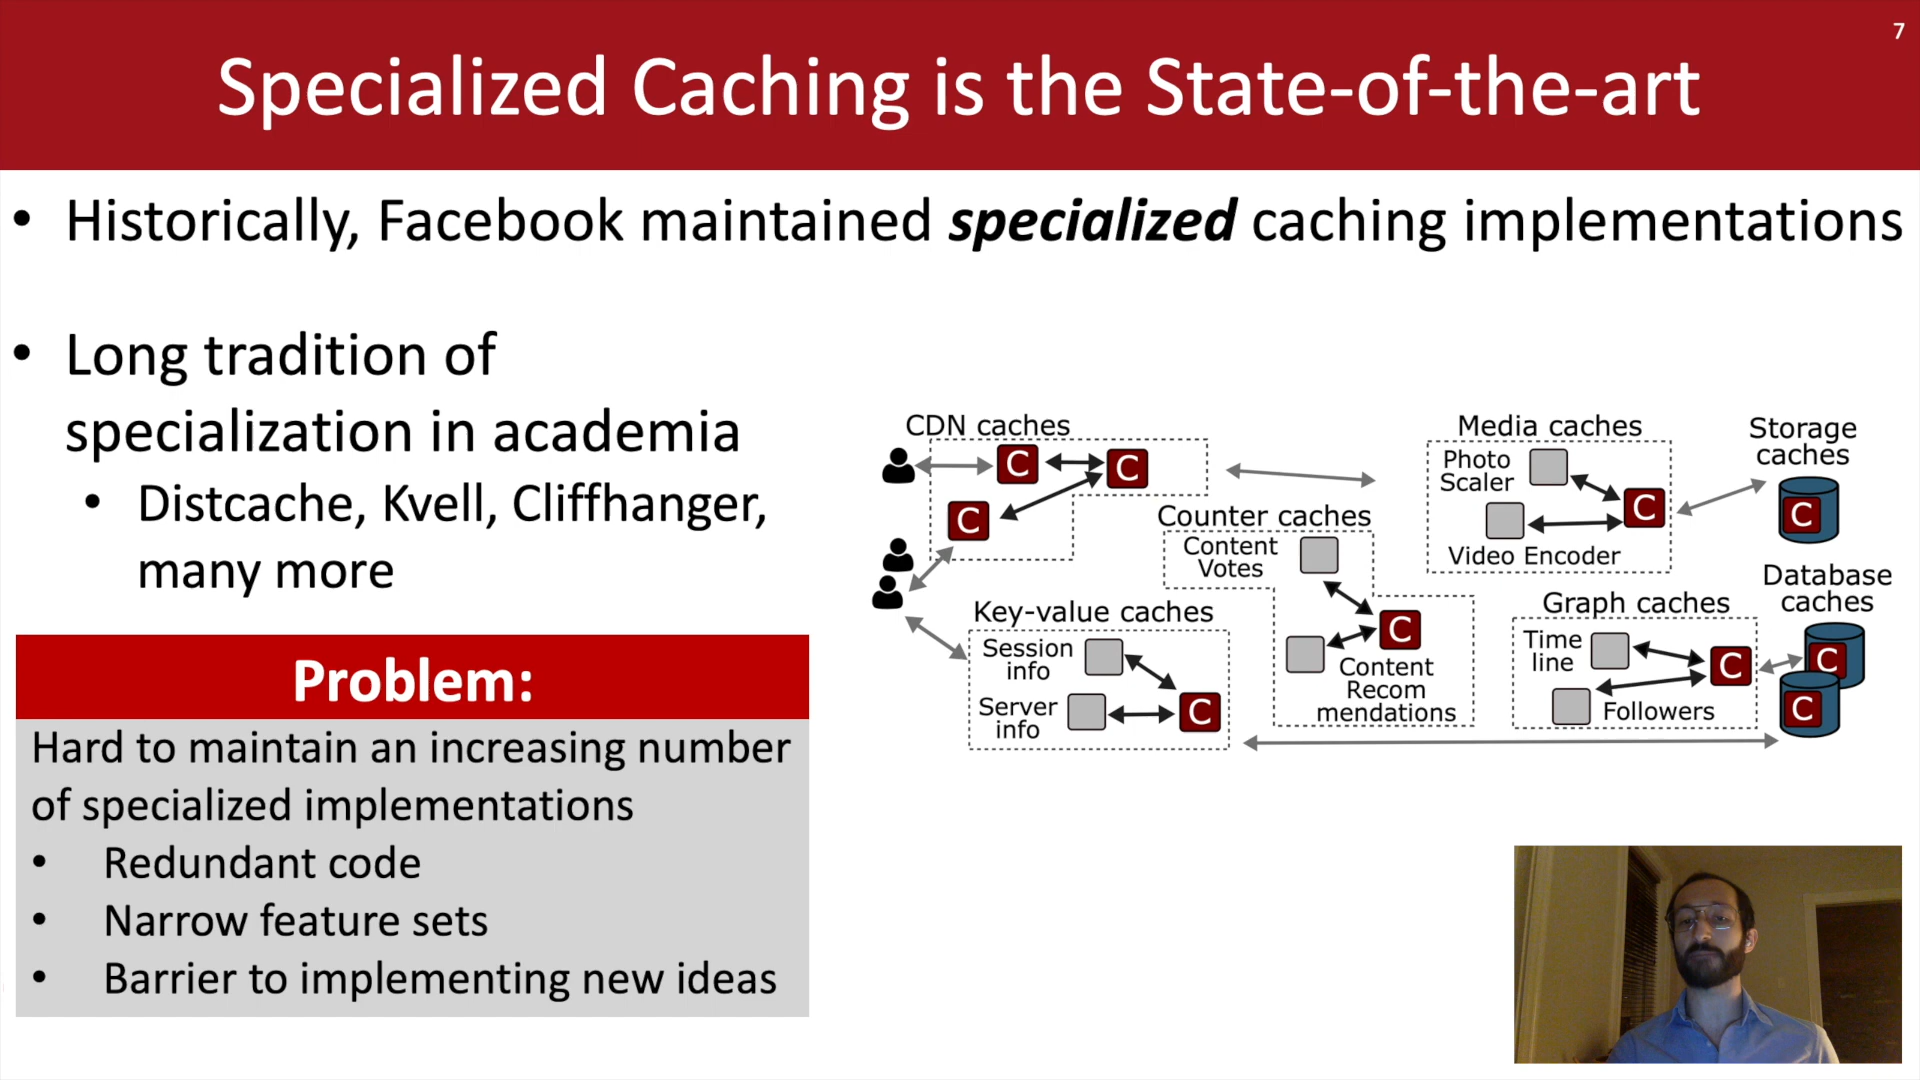 7
Specialized Caching is the State-of-the-art
• Historically, Facebook maintained specialized caching implementations
• Long tradition of
specialization in academia
• Distcache, Kvell, Cliffhanger,
many more
Problem:
Hard to maintain an increasing number
of specialized implementations
• Redundant code
• Narrow feature sets
• Barrier to implementing new ideas
CDN caches
C
C
C
Counter caches
Content
Votes
C
Content
Recom
mendations
Key-value caches
Session
info
Server
info
C
Media caches
Photo
Scaler
C
Video Encoder
Storage
caches
C
Graph caches
Time
line
C
Followers
Database
caches
C
C